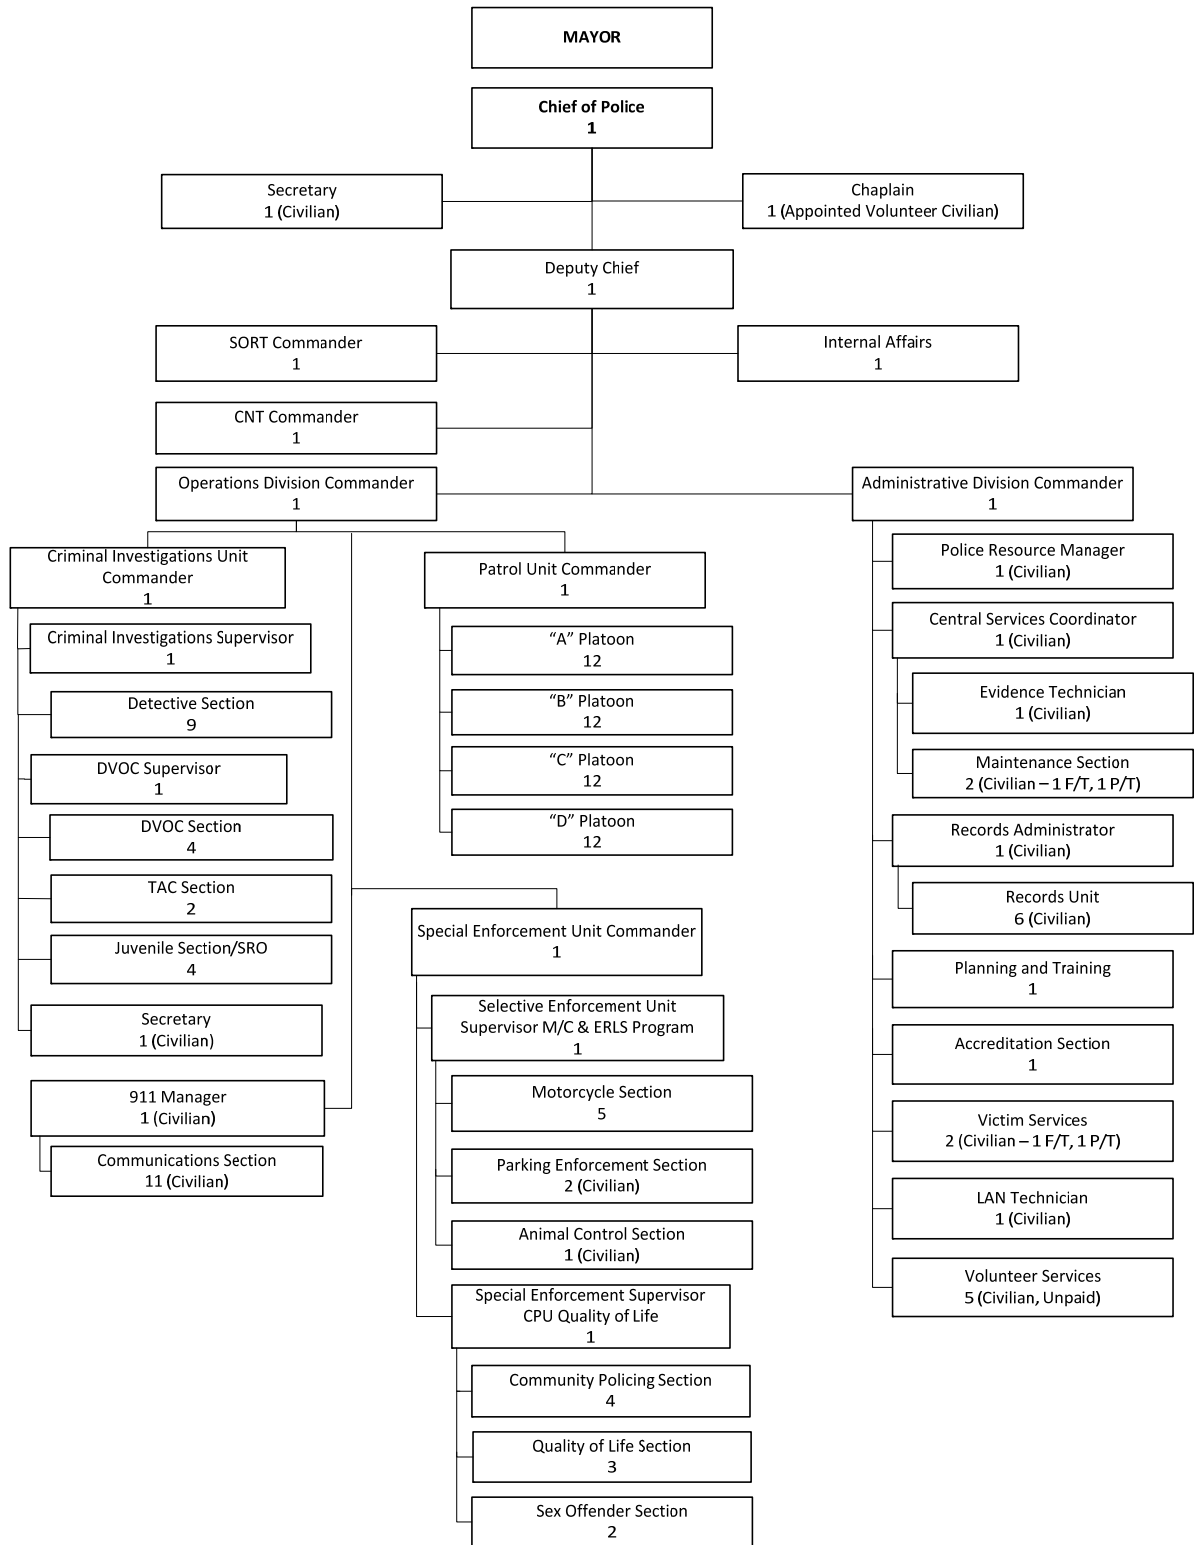 MAYOR
Chief of Police
1
Secretary
1 (Civilian)
Chaplain
1 (Appointed Volunteer Civilian)
Deputy Chief
1
SORT Commander
1
Internal Affairs
1
CNT Commander
1
Operations Division Commander
1
Administrative Division Commander
1
Criminal Investigations Unit
Commander
1
Criminal Investigations Supervisor
1
Detective Section
9
DVOC Supervisor
1
DVOC Section
4
TAC Section
2
Juvenile Section/SRO
4
Secretary
1 (Civilian)
911 Manager
1 (Civilian)
Communications Section
11 (Civilian)
Patrol Unit Commander
1
“A” Platoon
12
“B” Platoon
12
“C” Platoon
12
“D” Platoon
12
Special Enforcement Unit Commander
1
Selective Enforcement Unit
Supervisor M/C & ERLS Program
1
Motorcycle Section
5
Parking Enforcement Section
2 (Civilian)
Animal Control Section
1 (Civilian)
Special Enforcement Supervisor
CPU Quality of Life
1
Community Policing Section
4
Quality of Life Section
3
Sex Offender Section
2
Police Resource Manager
1 (Civilian)
Central Services Coordinator
1 (Civilian)
Evidence Technician
1 (Civilian)
Maintenance Section
2 (Civilian – 1 F/T, 1 P/T)
Records Administrator
1 (Civilian)
Records Unit
6 (Civilian)
Planning and Training
1
Accreditation Section
1
Victim Services
2 (Civilian – 1 F/T, 1 P/T)
LAN Technician
1 (Civilian)
Volunteer Services
5 (Civilian, Unpaid)